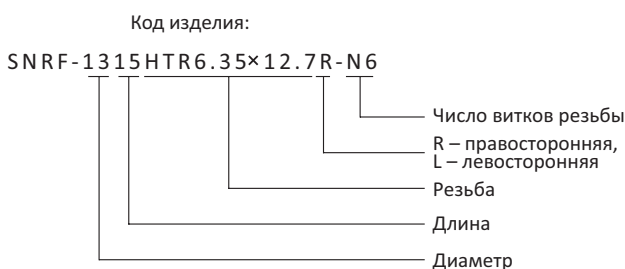 Код изделия:
SNRF-1315HTR6.35×12.7R-N6
Число витков резьбы
R – правосторонняя,
L – левосторонняя
Резьба
Длина
Диаметр